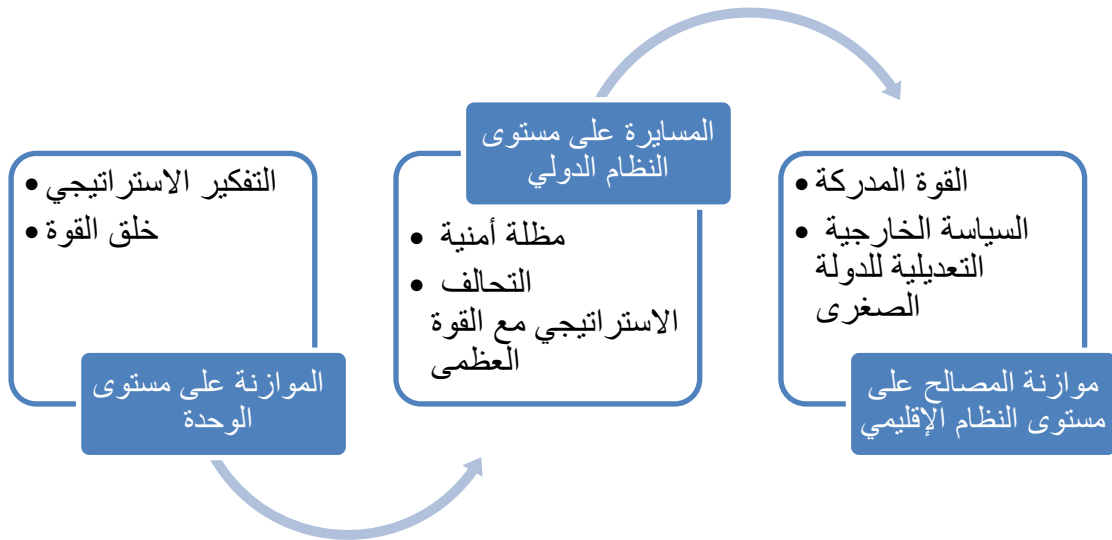 • التفكير الاستراتيجي
• خلق القوة
الموازنة على مستوى
الوحدة
المسايرة على مستوى
النظام الدولي
• مظلة أمنية
• التحالف
الاستراتيجي مع القوة
العظمى
• القوة المدركة
• السياسة الخارجية
التعديلية للدولة
الصغرى
موازنة المصالح على
مستوى النظام الإقليمي